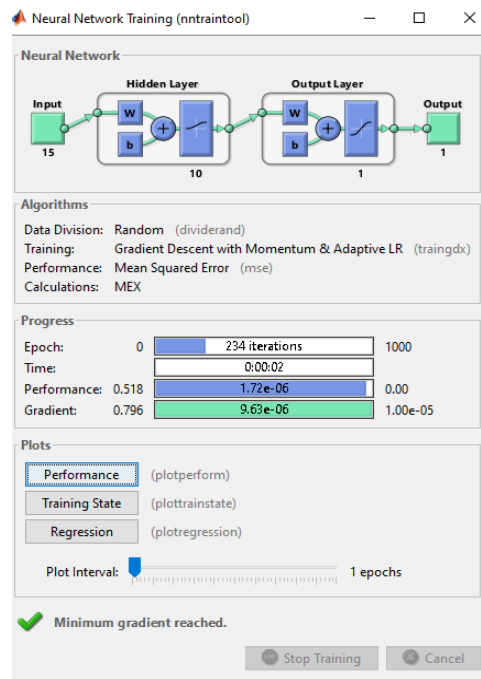 Neural Network Training (nntraintool)
Neural Network
Hidden Layer Output Layer
Input Output
W W
b b
15 1
10 1
Algorithms
Data Division: Random (dividerand)
Training: Gradient Descent with Momentum & Adaptive LR (traingdx)
Performance: Mean Squared Error (mse)
Calculations: MEX
Progress
Epoch: 0 234 iterations 1000
Time: 0:00:02
Performance: 0.518 1.72e-06 0.00
Gradient: 0.796 9.63e-06 1.00e-05
Plots
Performance (plotperform)
Training State (plottrainstate)
Regression (plotregression)
Plot Interval: 1 epochs
Minimum gradient reached.
Stop Training Cancel